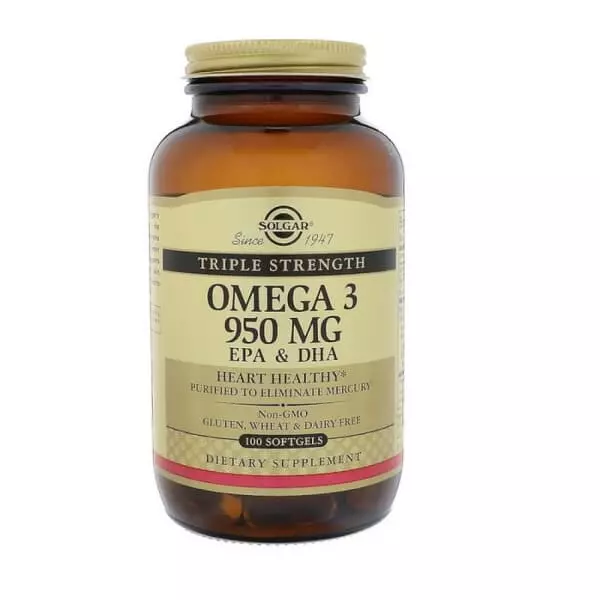 SOLGAR®
Since 1947
TRIPLE STRENGTH
OMEGA 3
950 MG
EPA & DHA
HEART HEALTHY*
PURIFIED TO ELIMINATE MERCURY
Non-GMO
GLUTEN, WHEAT & DAIRY FREE
100 SOFTGELS
DIETARY SUPPLEMENT